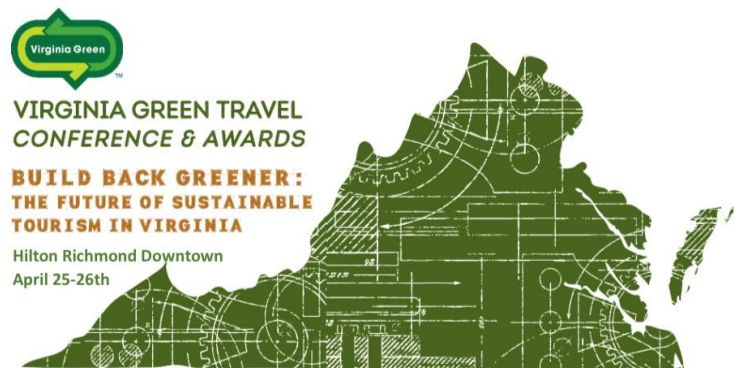 Virginia Green
TM
VIRGINIA GREEN TRAVEL
CONFERENCE & AWARDS
BUILD BACK GREENER:
THE FUTURE OF SUSTAINABLE
TOURISM IN VIRGINIA
Hilton Richmond Downtown
April 25-26th